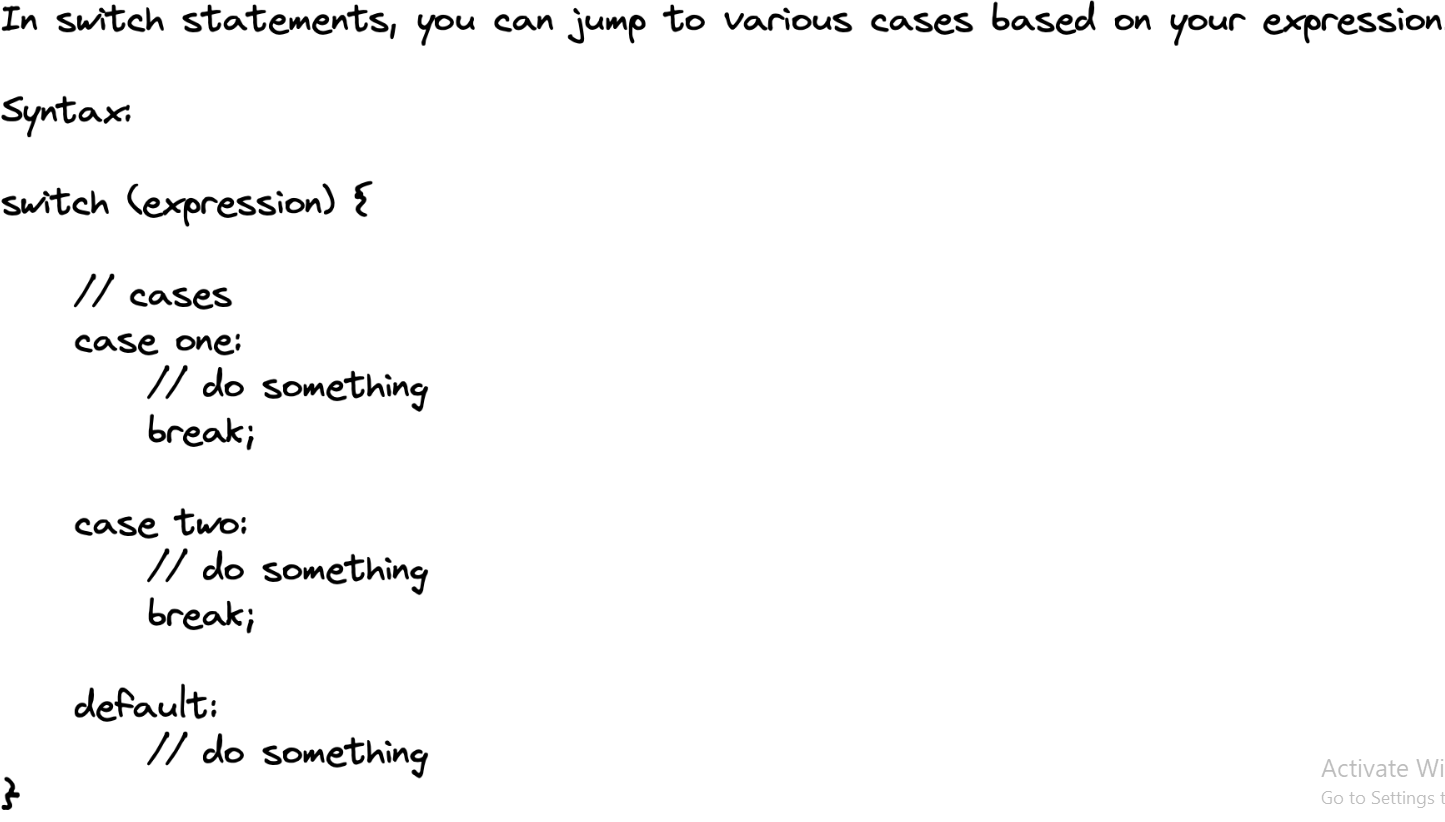 In switch statements, you can jump to various cases based on your expression
Syntax:
switch (expression) {
// cases
case one:
// do something
break;
case two:
// do something
break;
default:
// do something
}
Activate Wi
Go to Settings t